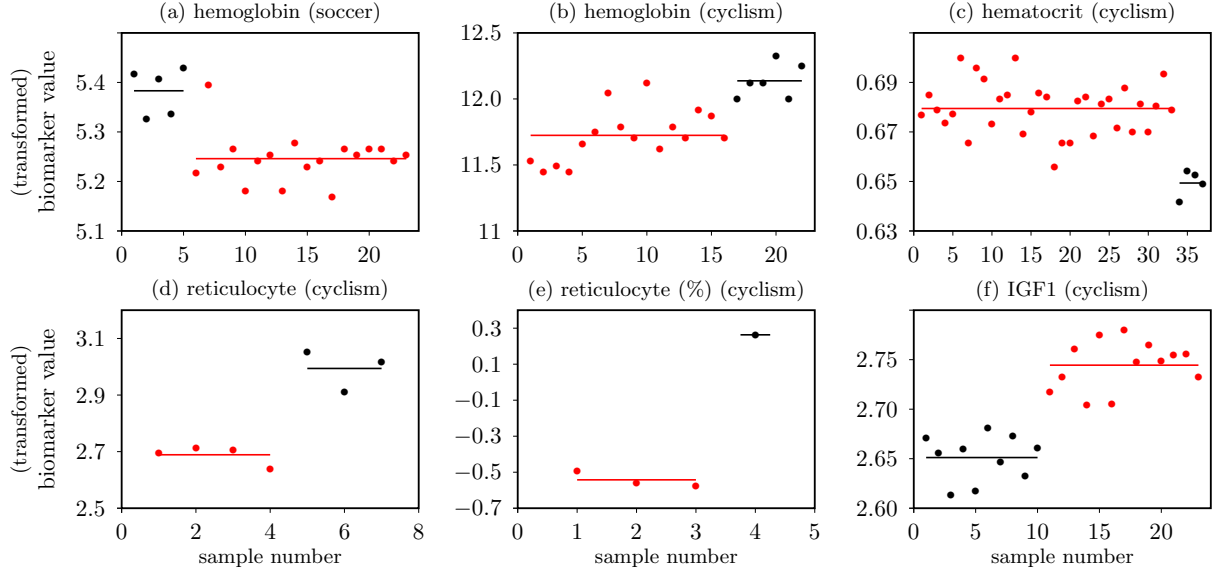 (a) hemoglobin (soccer)
(b) hemoglobin (cyclism)
(c) hematocrit (cyclism)
(transformed)
biomarker value
5.4
5.3
5.2
5.1
0 5 10 15 20
12.5
12.0
11.5
11
0 5 10 15 20
0.69
0.67
0.65
0.63
0 5 10 15 20 25 30 35
(d) reticulocyte (cyclism)
(e) reticulocyte (%) (cyclism)
(f) IGF1 (cyclism)
(transformed)
biomarker value
3.1
2.9
2.7
2.5
0 2 4 6 8
sample number
0.3
0.1
−0.1
−0.3
−0.5
−0.7
0 1 2 3 4 5
sample number
2.75
2.70
2.65
2.60
0 5 10 15 20
sample number